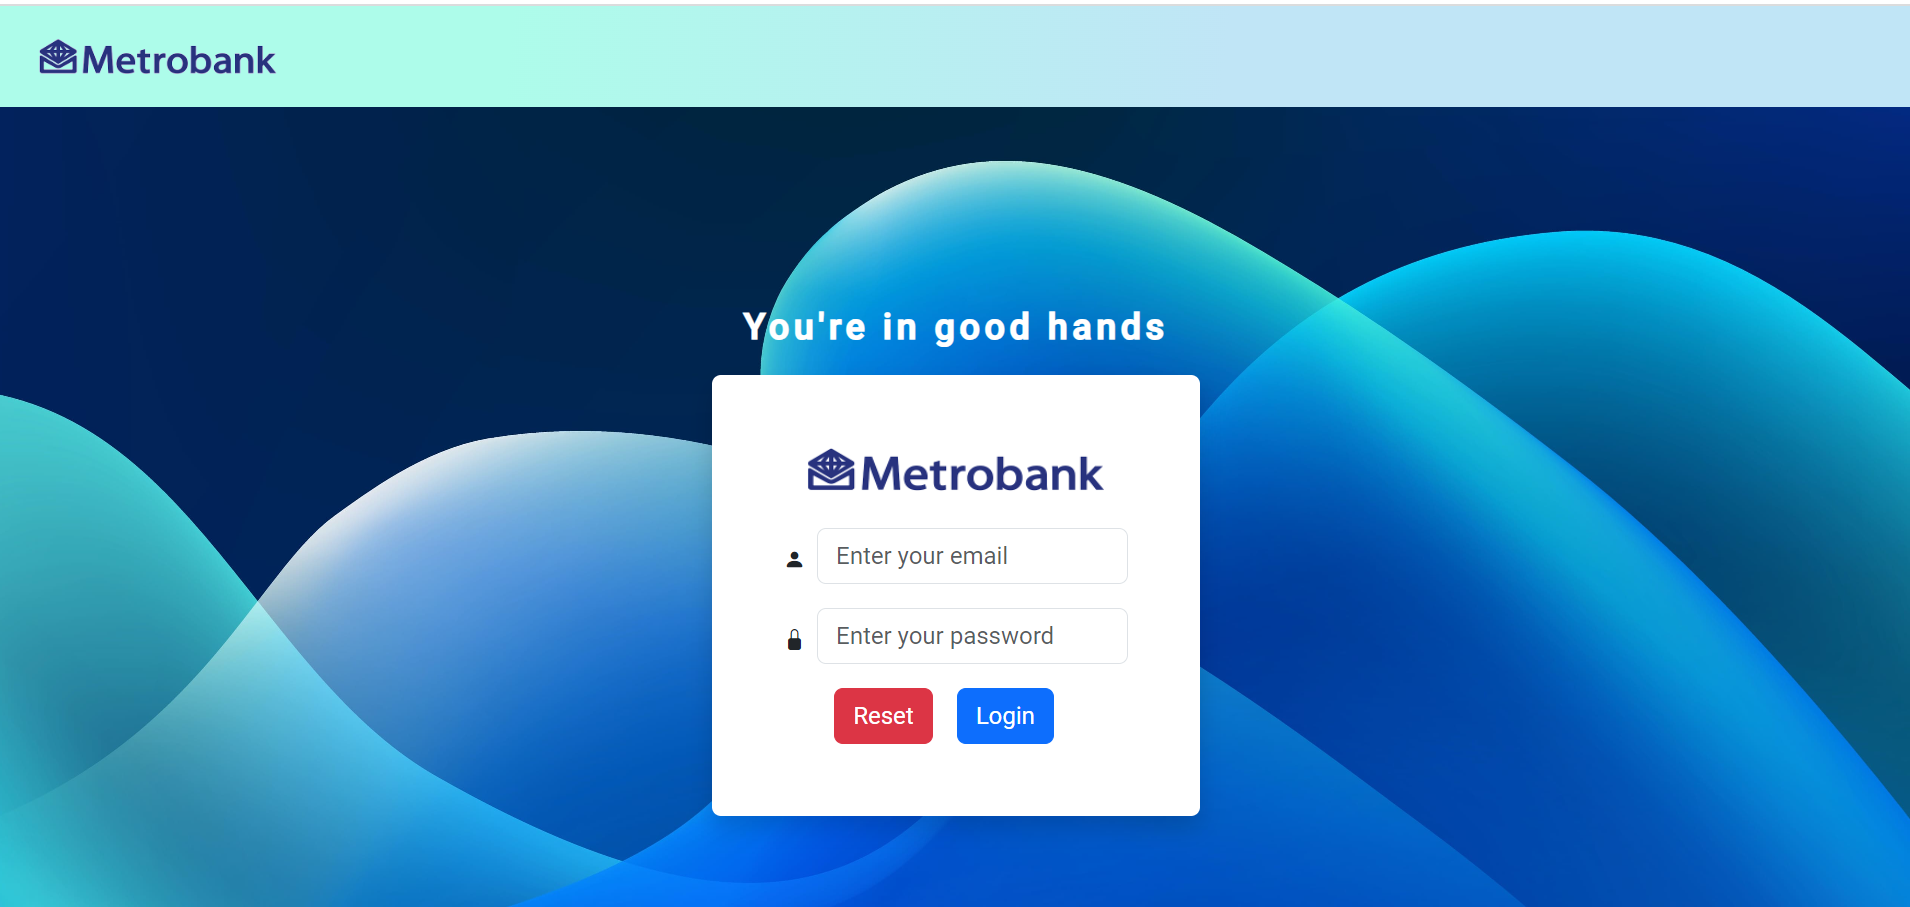 Metrobank
You're in good hands
Metrobank
Enter your email
Enter your password
Reset Login